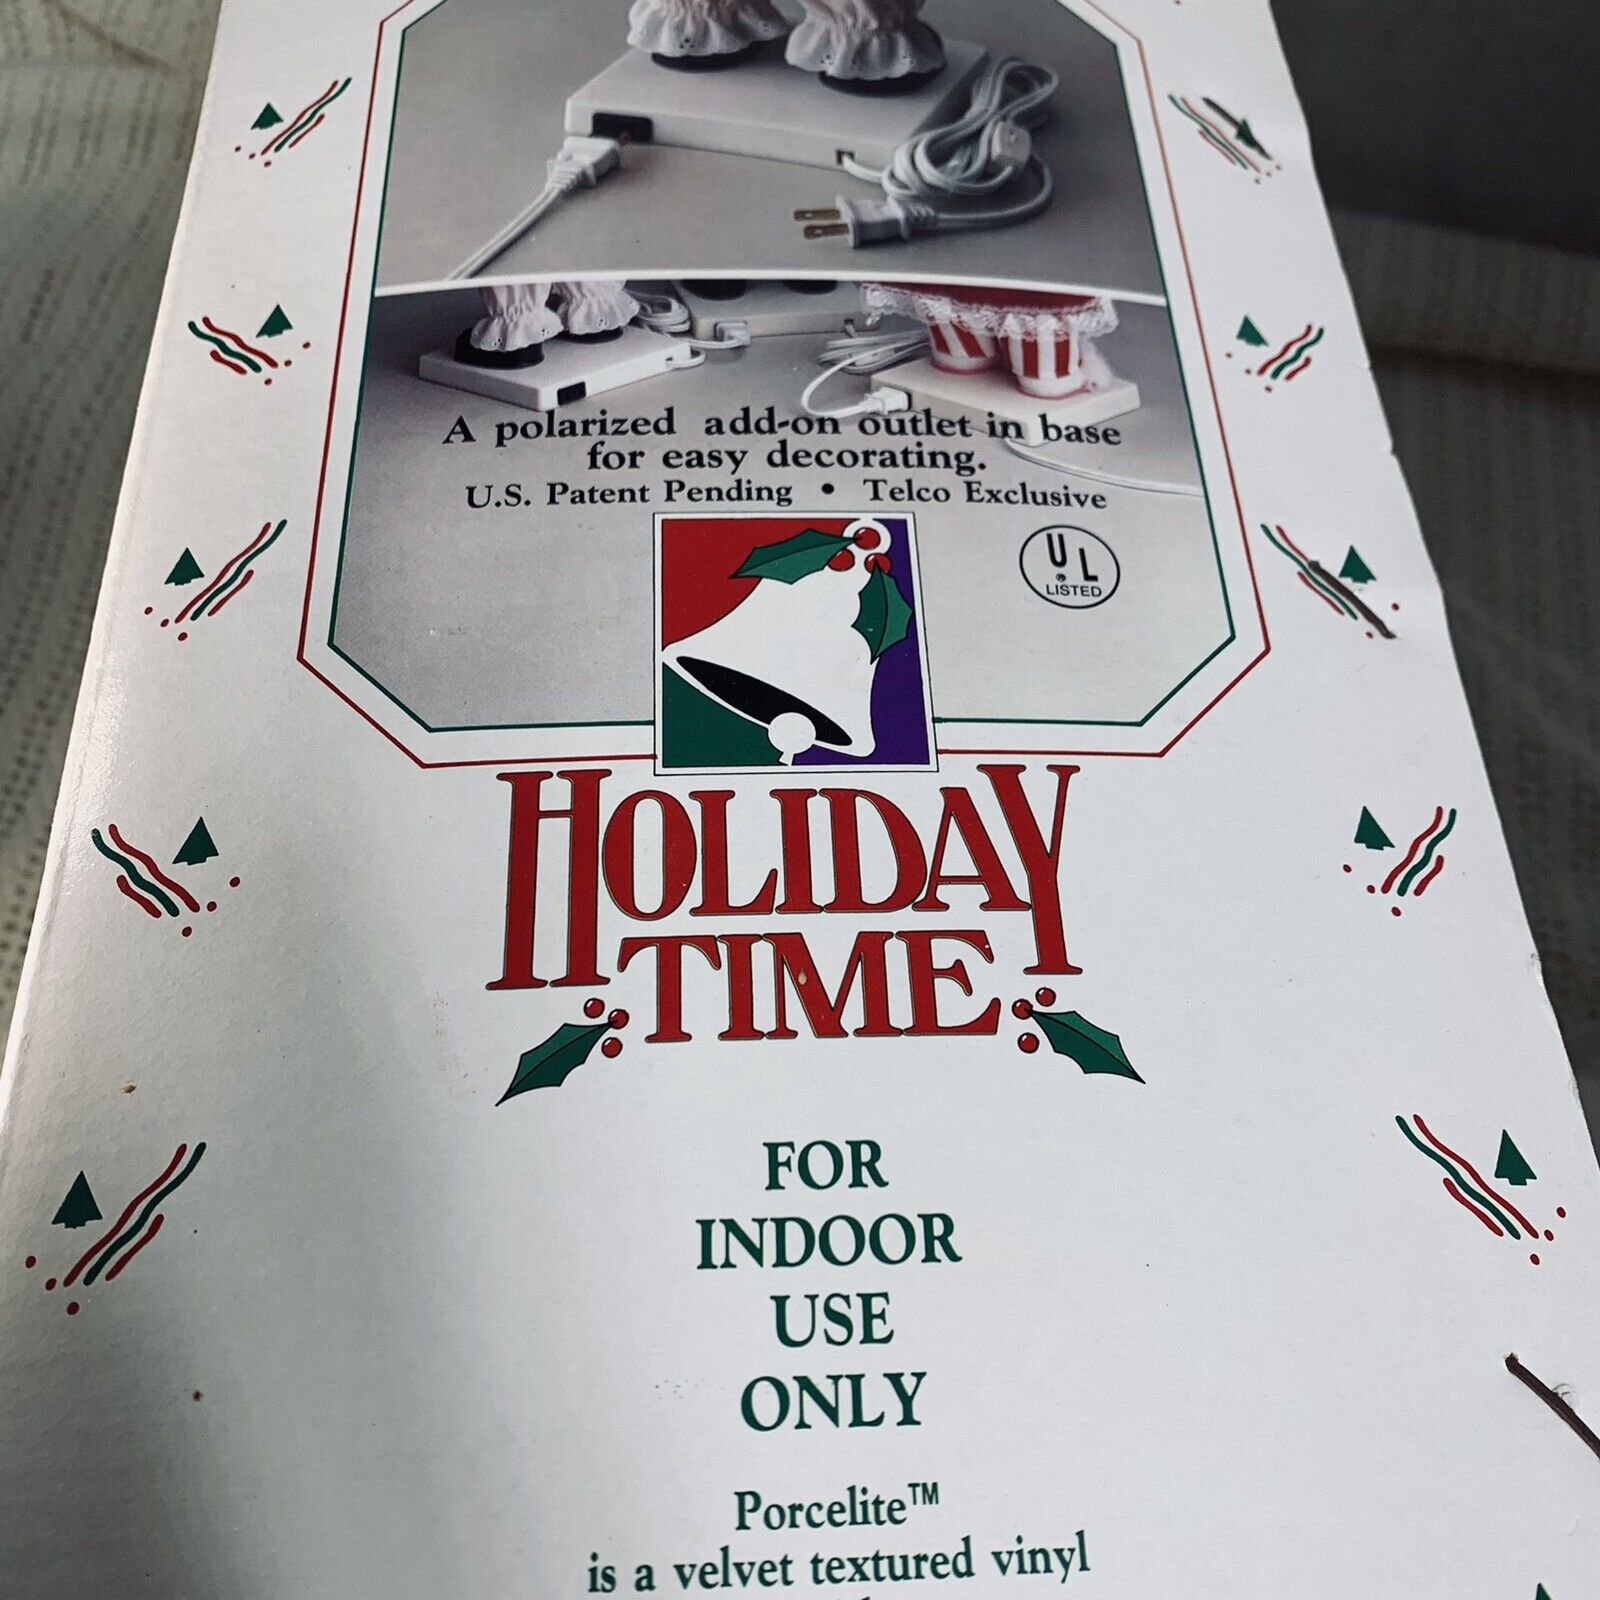 A polarized add-on outlet in base
for easy decorating.
U.S. Patent Pending • Telco Exclusive
UL
®
LISTED
HOLIDAY
TIME
FOR
INDOOR
USE
ONLY
Porcelite™
is a velvet textured vinyl